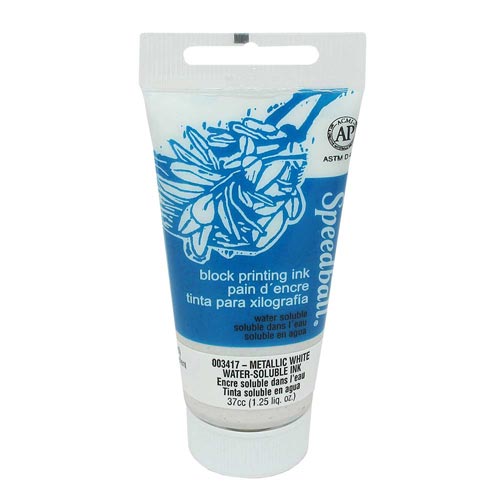 ACMI
AP
ASTM D-
Speedball.
block printing ink
pain d´encre
tinta para xilografía
water soluble
soluble dans l'eau
soluble en agua
003417 – METALLIC WHITE
WATER-SOLUBLE INK
Encre soluble dans l'eau
Tinta soluble en agua
37cc (1.25 liq. oz.)